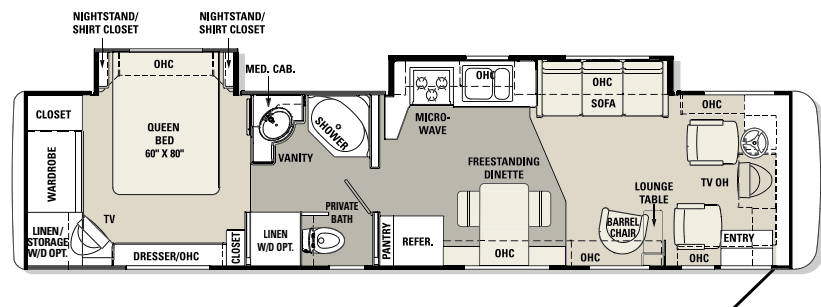 NIGHTSTAND/
SHIRT CLOSET
NIGHTSTAND/
SHIRT CLOSET
OHC
MED. CAB.
OHC
OHC
SOFA
CLOSET
OHC
QUEEN
BED
60" X 80"
SHOWER
MICRO-
WAVE
VANITY
WARDROBE
FREESTANDING
DINETTE
LOUNGE
TABLE
TV OH
PRIVATE
BATH
TV
BARREL
CHAIR
LINEN/
STORAGE
W/D OPT.
CLOSET
LINEN
W/D OPT.
PANTRY
REFER.
ENTRY
DRESSER/OHC
OHC
OHC
OHC